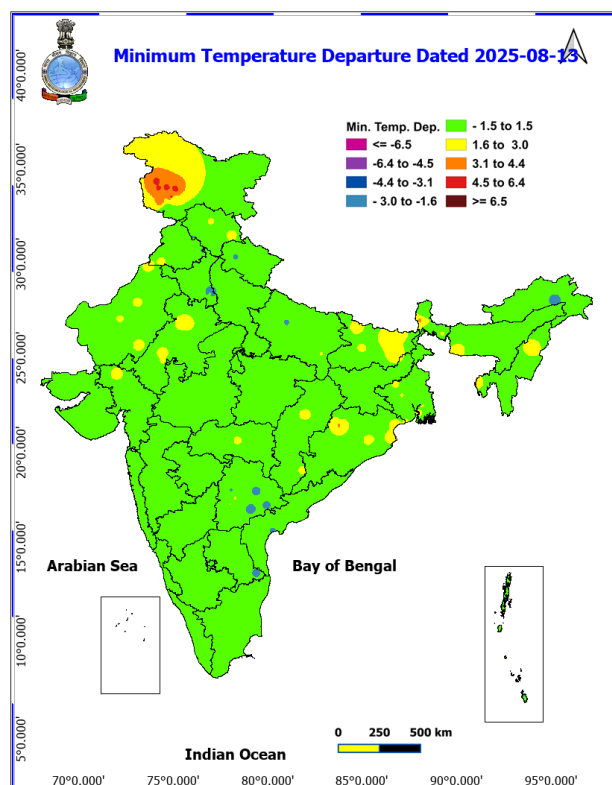 Minimum Temperature Departure Dated 2025-08-13
Min. Temp. Dep.
<= -6.5
-6.4 to -4.5
-4.4 to -3.1
- 3.0 to -1.6
- 1.5 to 1.5
1.6 to 3.0
3.1 to 4.4
4.5 to 6.4
>= 6.5
40°0.000'
35°0.000'
30°0.000'
25°0.000'
20°0.000'
15°0.000'
10°0.000'
5°0.000'
Arabian Sea
Bay of Bengal
Indian Ocean
0 250 500 km
70°0.000' 75°0.000' 80°0.000' 85°0.000' 90°0.000' 95°0.000'